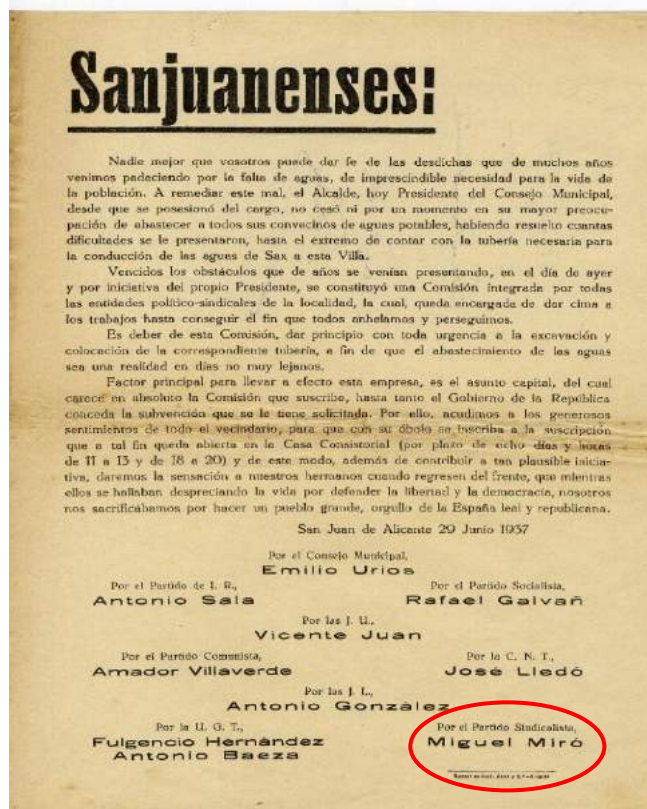 Sanjuanenses:
Nadie mejor que vosotros puede dar fe de las desdichas que de muchos años
venimos padaciendo por la falta de aguas, de imprescindible necesidad para la vida de
la población. A remediar este mal, el Alcalde, hoy Presidente del Consejo Municipal,
desde que se posesionó del cargo, no cesó ni por un momento en su mayor preocu-
pación de abastecer a todos sus convecinos de aguas potables, habiendo resuelto cuantas
dificultades se le presentaron, hasta el extremo de contar con la tubería necesaria para
la conducción de las aguas de Sax a esta Villa.
Vencidos los obstáculos que de años se venían presentando, en el día de ayer
y por iniciativa del propio Presidente, se constituyó una Comisión integrada por todas
las entidades político-sindicales de la localidad, la cual, queda encargada de dar cima a
los trabajos hasta conseguir el fin que todos anhelamos y perseguimos.
Es deber de esta Comisión, dar principio con toda urgencia a la excavación y
colocación de la correspondiente tubería, a fin de que el abastecimiento de las aguas
sea una realidad en días no muy lejanos.
Factor principal para llevar a efecto esta empresa, es el asunto capital, del cual
carece en absoluto la Comisión que suscribe, hasta tanto el Gobierno de la República
conceda la subvención que se le tiene solicitada. Por ello, acudimos a los generosos
sentimientos de todo el vecindario, para que con su óbolo se inscriba a la suscripción
que a tal fin queda abierta en la Casa Consistorial (por plazo de ocho días y horas
de 11 a 13 y de 18 a 20) y de este modo, además de contribuir a tan plausible inicia-
tiva, daremos la sensación a nuestros hermanos cuando regresen del frente, que mientras
ellos se hallaban despreciando la vida por defender la libertad y la democracia, nosotros
nos sacrificábamos por hacer un pueblo grande, orgullo de la España leal y republicana.
San Juan de Alicante 29 Junio 1937
Por el Consejo Municipal,
Emilio Urios
Por el Partido de I. R., Por el Partido Socialista,
Antonio Sala Rafael Galvañ
Por las J. U.,
Vicente Juan
Por el Partido Comunista, Por la C. N. T.,
Amador Villaverde José Lledó
Por las J. L.,
Antonio González
Por la U. G. T., Por el Partido Sindicalista,
Fulgencio Hernández Miguel Miró
Antonio Baeza